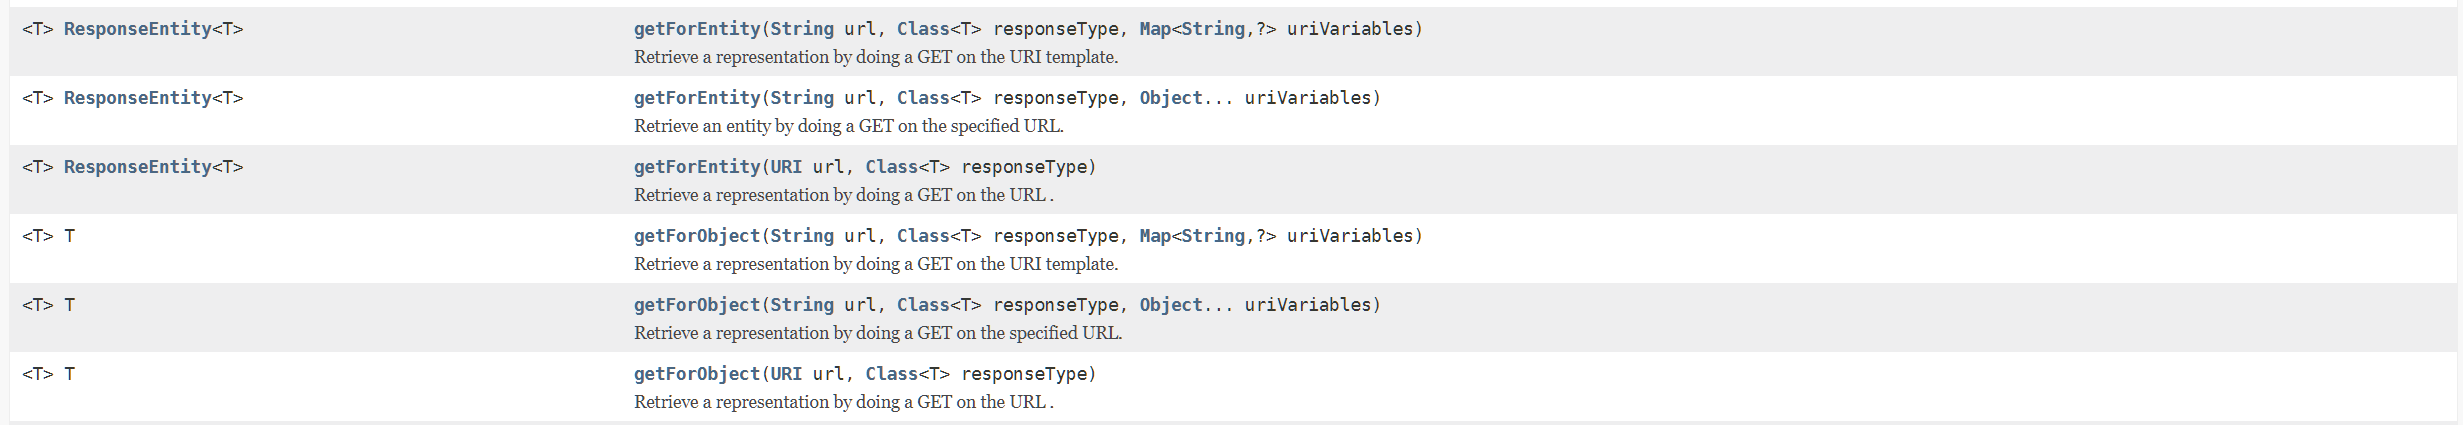 <T> ResponseEntity<T> getForEntity(String url, Class<T> responseType, Map<String,?> uriVariables)
Retrieve a representation by doing a GET on the URI template.
<T> ResponseEntity<T> getForEntity(String url, Class<T> responseType, Object... uriVariables)
Retrieve an entity by doing a GET on the specified URL.
<T> ResponseEntity<T> getForEntity(URI url, Class<T> responseType)
Retrieve a representation by doing a GET on the URL .
<T> T getForObject(String url, Class<T> responseType, Map<String,?> uriVariables)
Retrieve a representation by doing a GET on the URI template.
<T> T getForObject(String url, Class<T> responseType, Object... uriVariables)
Retrieve a representation by doing a GET on the specified URL.
<T> T getForObject(URI url, Class<T> responseType)
Retrieve a representation by doing a GET on the URL .